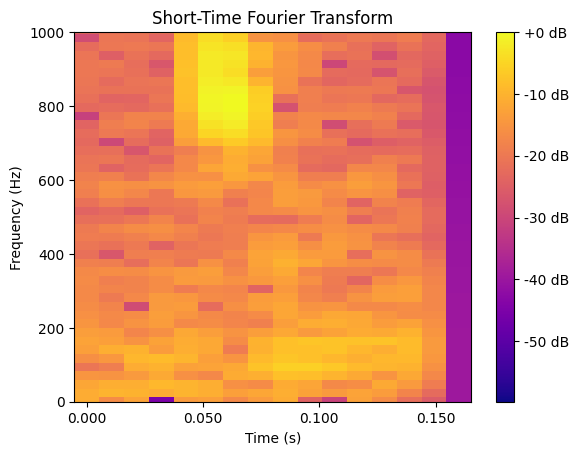 Short-Time Fourier Transform
1000
800
600
400
200
0
Frequency (Hz)
0.000
0.050
0.100
0.150
Time (s)
+0 dB
-10 dB
-20 dB
-30 dB
-40 dB
-50 dB